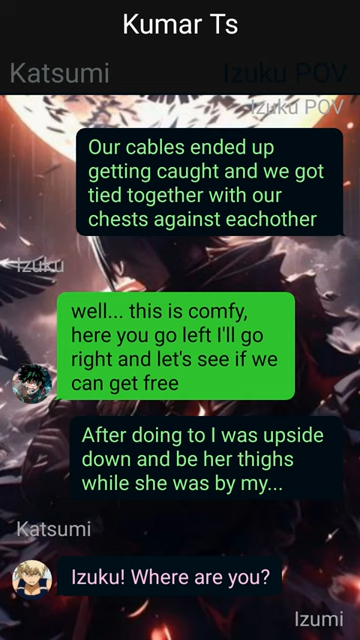 Kumar Ts
Katsumi Izuku POV
Izuku POV
Our cables ended up
getting caught and we got
tied together with our
chests against eachother
Izuku
well... this is comfy,
here you go left I'll go
right and let's see if we
can get free
After doing to I was upside
down and be her thighs
while she was by my...
Katsumi
Izuku! Where are you?
Izumi